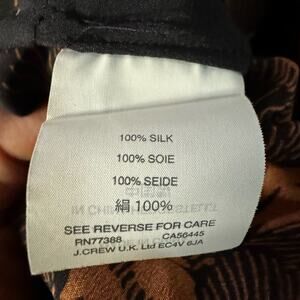 100% SILK
100% SOIE
100% SEIDE
絹 100%
SEE REVERSE FOR CARE
RN77388 CA56445
J.CREW U.K. Ltd EC4V 6JA